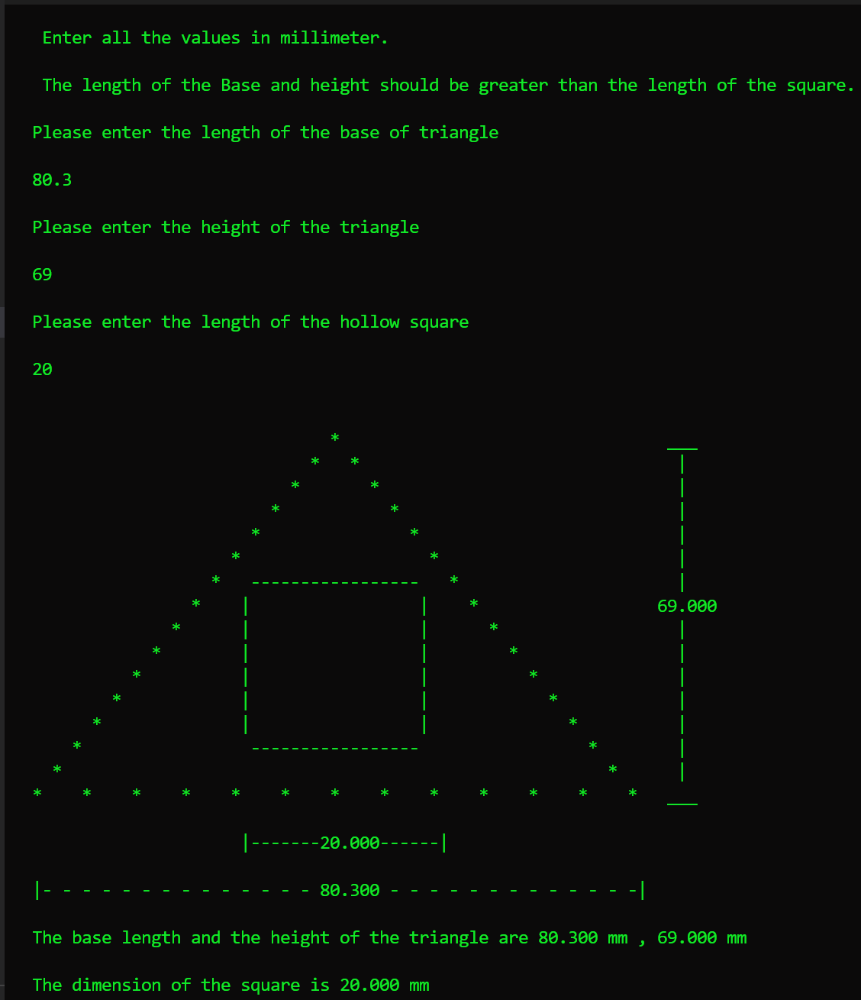 Enter all the values in millimeter.
The length of the Base and height should be greater than the length of the square.
Please enter the length of the base of triangle
80.3
Please enter the height of the triangle
69
Please enter the length of the hollow square
20
69.000
|-------20.000------|
|- - - - - - - - - - - - - - 80.300 - - - - - - - - - - - - -|
The base length and the height of the triangle are 80.300 mm , 69.000 mm
The dimension of the square is 20.000 mm